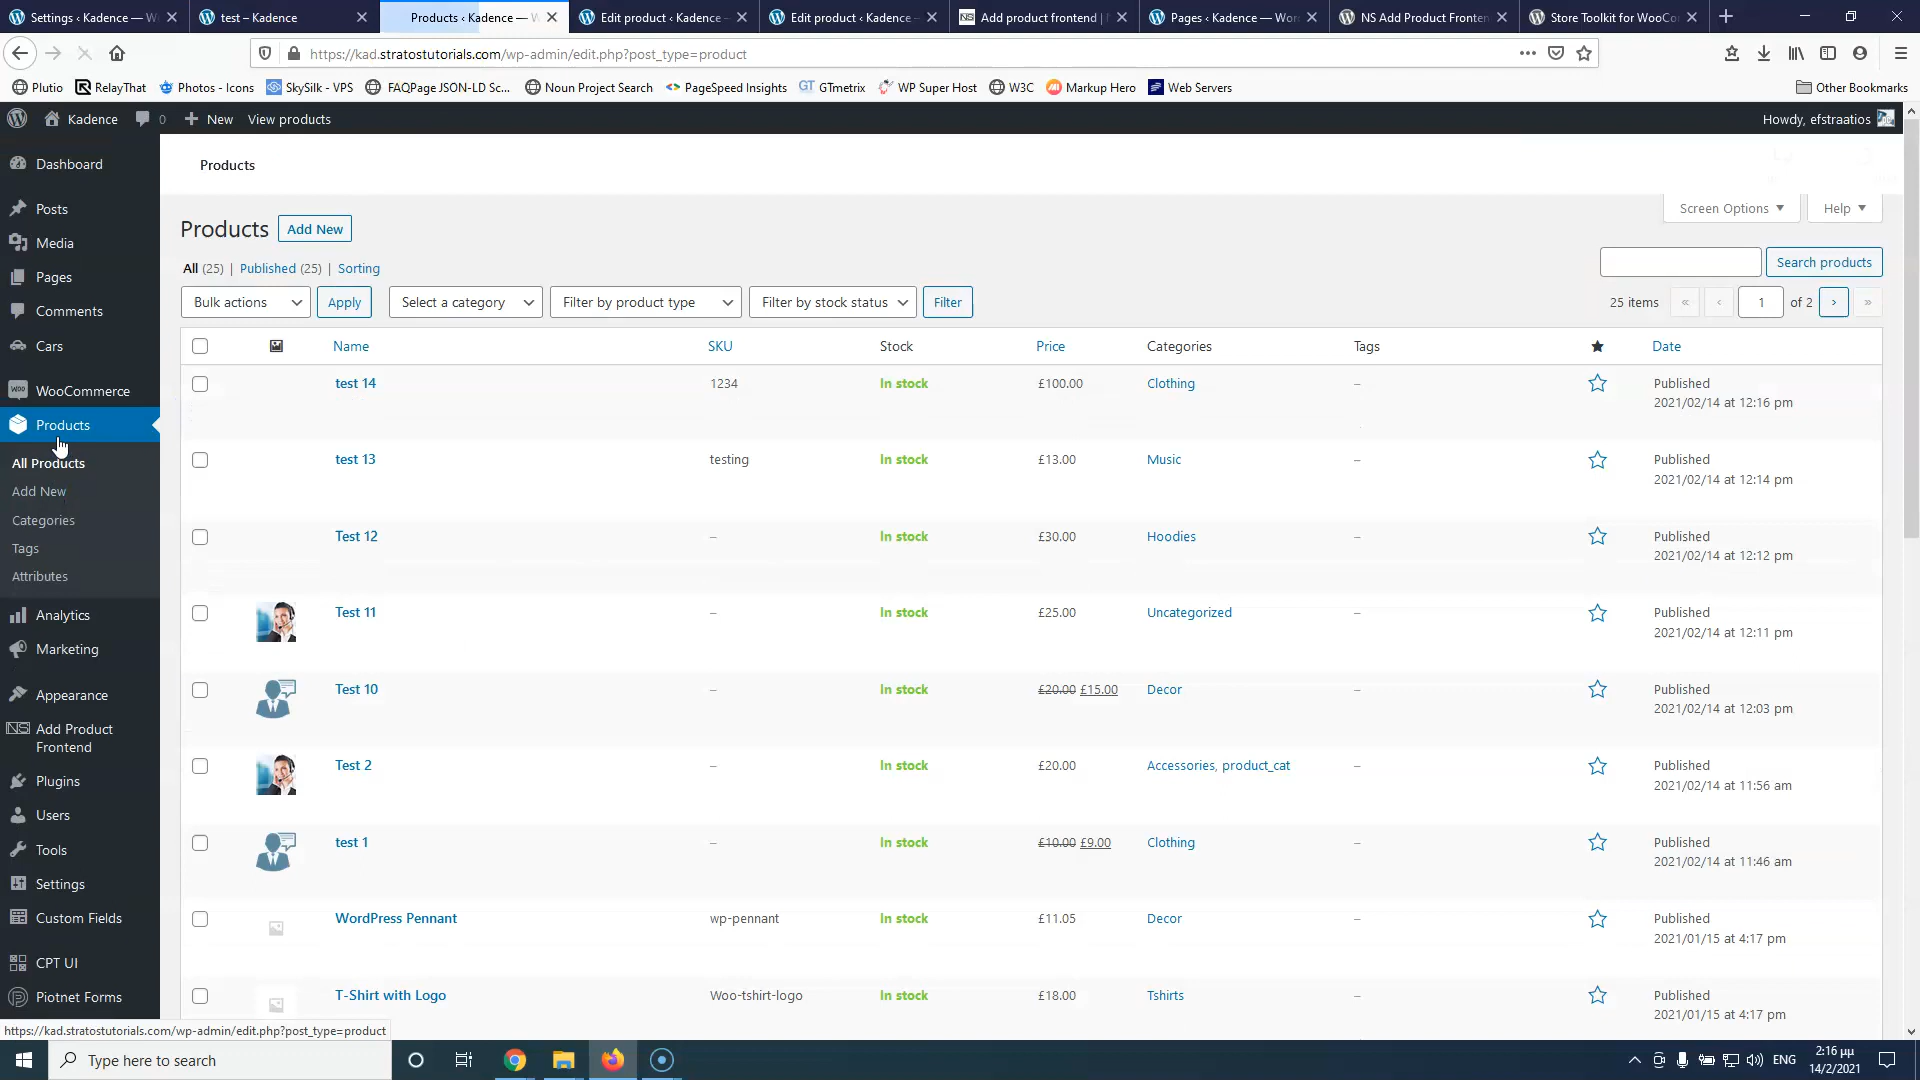 Settings ‹ Kadence — W
test – Kadence
Products ‹ Kadence — W
Edit product ‹ Kadence —
Edit product ‹ Kadence —
Add product frontend |
Pages ‹ Kadence — Wor
NS Add Product Fronten
Store Toolkit for WooCo
https://kad.stratostutorials.com/wp-admin/edit.php?post_type=product
Plutio
RelayThat
Photos - Icons
SkySilk - VPS
FAQPage JSON-LD Sc...
Noun Project Search
PageSpeed Insights
GTmetrix
WP Super Host
W3C
Markup Hero
Web Servers
Other Bookmarks
Kadence
0
New
View products
Howdy, efstraatios
Dashboard
Posts
Media
Pages
Comments
Cars
WooCommerce
Products
All Products
Add New
Categories
Tags
Attributes
Analytics
Marketing
Appearance
Add Product
Frontend
Plugins
Users
Tools
Settings
Custom Fields
CPT UI
Piotnet Forms
Products
Screen Options
Help
Products
Add New
All (25) | Published (25) | Sorting
Search products
Bulk actions
Apply
Select a category
Filter by product type
Filter by stock status
Filter
25 items « ‹ 1 of 2 › »
Name SKU Stock Price Categories Tags Date
test 14 1234 In stock £100.00 Clothing – Published
2021/02/14 at 12:16 pm
test 13 testing In stock £13.00 Music – Published
2021/02/14 at 12:14 pm
Test 12 – In stock £30.00 Hoodies – Published
2021/02/14 at 12:12 pm
Test 11 – In stock £25.00 Uncategorized – Published
2021/02/14 at 12:11 pm
Test 10 – In stock £20.00 £15.00 Decor – Published
2021/02/14 at 12:03 pm
Test 2 – In stock £20.00 Accessories, product_cat – Published
2021/02/14 at 11:56 am
test 1 – In stock £10.00 £9.00 Clothing – Published
2021/02/14 at 11:46 am
WordPress Pennant wp-pennant In stock £11.05 Decor – Published
2021/01/15 at 4:17 pm
T-Shirt with Logo Woo-tshirt-logo In stock £18.00 Tshirts – Published
2021/01/15 at 4:17 pm
https://kad.stratostutorials.com/wp-admin/edit.php?post_type=product
Type here to search
ENG
2:16 μμ
14/2/2021